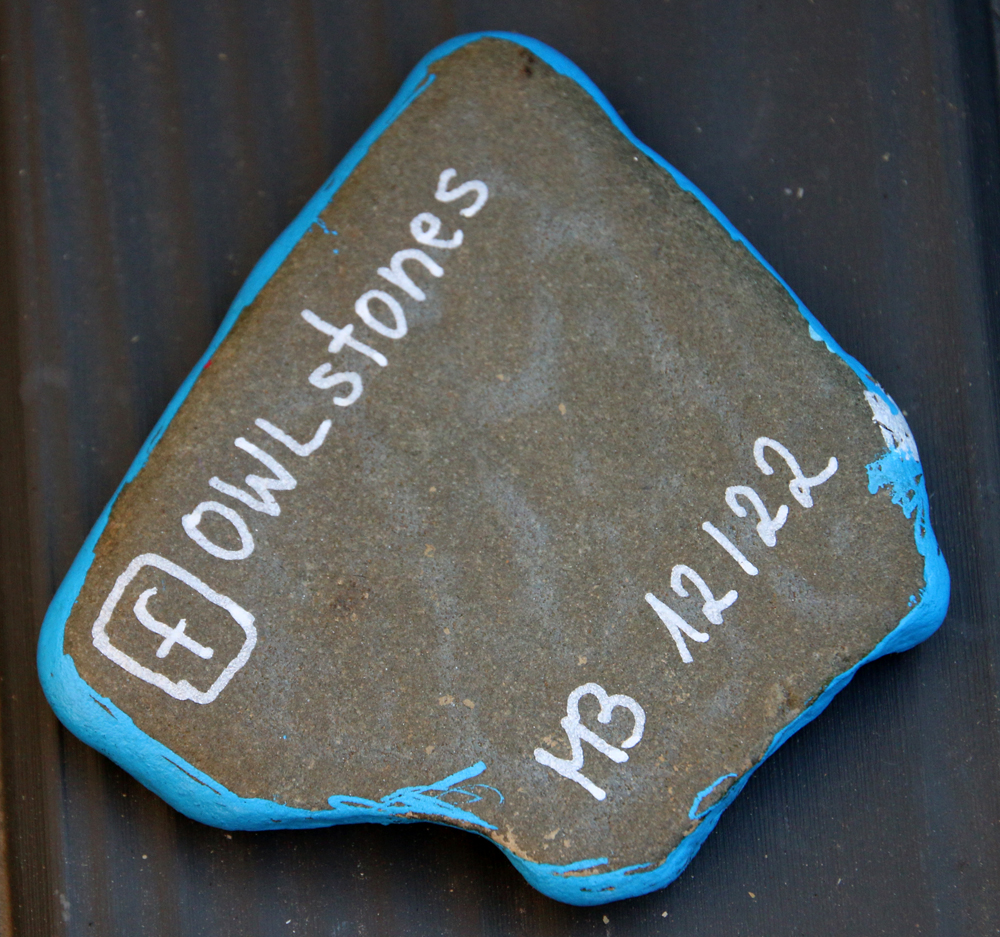 f OWLstones
MB 12/22